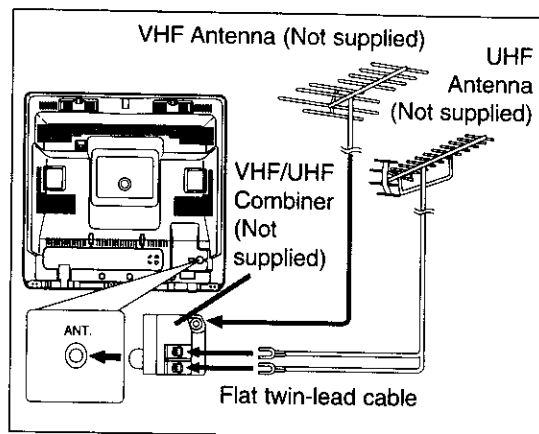 VHF Antenna (Not supplied)
UHF
Antenna
(Not supplied)
VHF/UHF
Combiner
(Not
supplied)
ANT.
Flat twin-lead cable